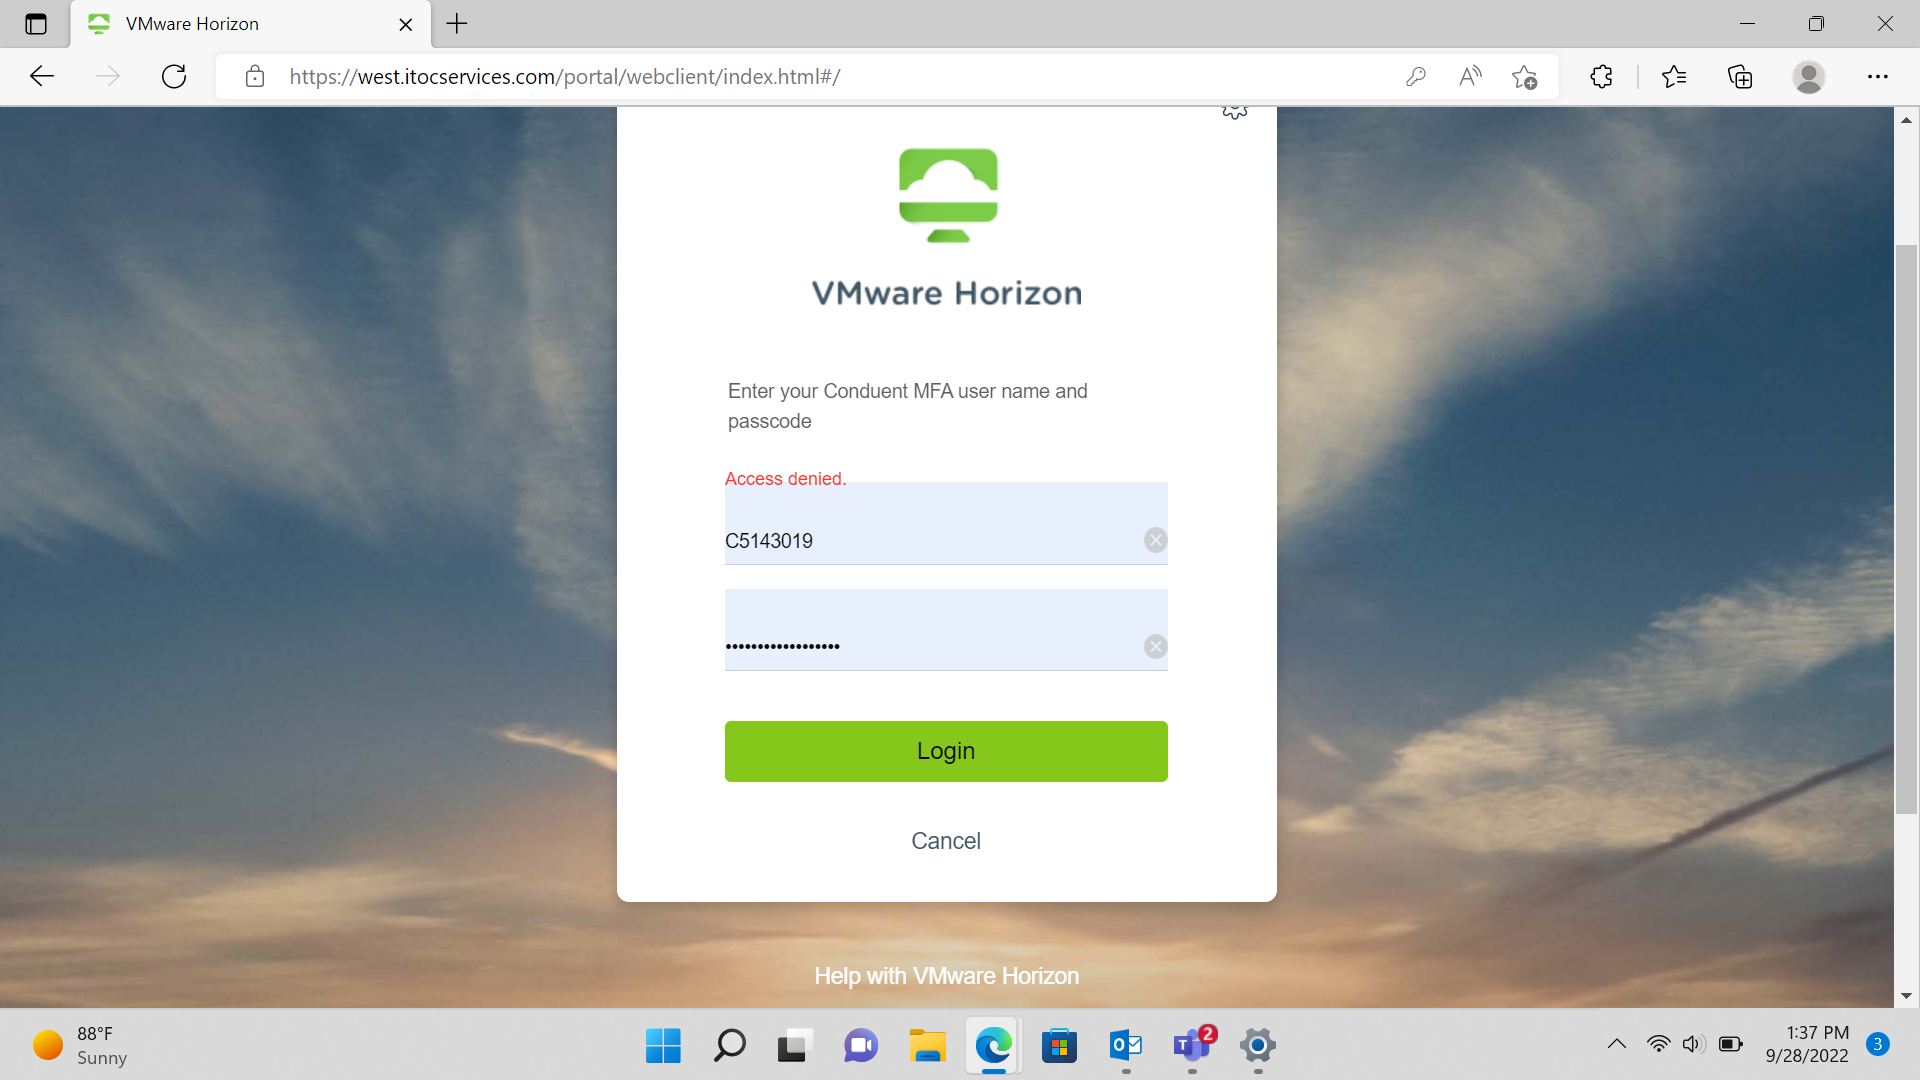 VMware Horizon
https://west.itocservices.com/portal/webclient/index.html#/
VMware Horizon
Enter your Conduent MFA user name and
passcode
Access denied.
C5143019
••••••••••••••••••
Login
Cancel
Help with VMware Horizon
88°F
Sunny
2
1:37 PM
9/28/2022
3